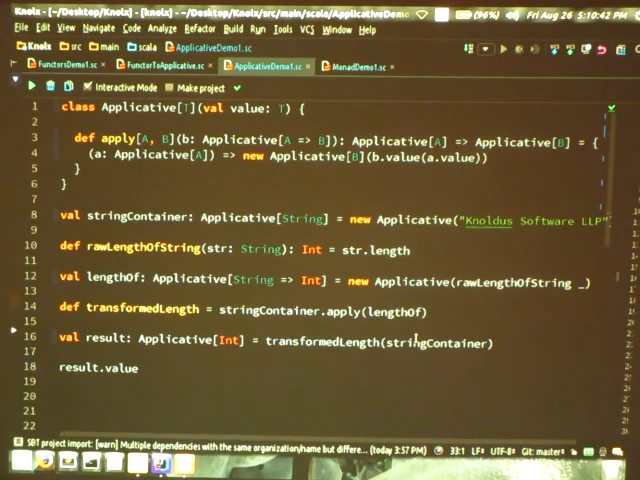 Knolx - [~/Desktop/Knolx] - [knolx] - ~/Desktop/Knolx/src/main/scala/ApplicativeDemo
(96%) Fri Aug 26 5:10:42 PM
File Edit View Navigate Code Analyze Refactor Build Run Tools VCS Window Help
Knolx src main scala ApplicativeDemo1.sc
FunctorsDemo1.sc × FunctorToApplicative.sc × ApplicativeDemo1.sc × MonadDemo1.sc ×
Interactive Mode Make project
1 class Applicative[T](val value: T) {
2
3 def apply[A, B](b: Applicative[A => B]): Applicative[A] => Applicative[B] = {
4 (a: Applicative[A]) => new Applicative[B](b.value(a.value))
5 }
6 }
7
8 val stringContainer: Applicative[String] = new Applicative("Knoldus Software LLP"
9
10 def rawLengthOfString(str: String): Int = str.length
11
12 val lengthOf: Applicative[String => Int] = new Applicative(rawLengthOfString _)
13
14 def transformedLength = stringContainer.apply(lengthOf)
15
16 val result: Applicative[Int] = transformedLength(stringContainer)
17
18 result.value
19
20
21
22
SBT project import: [warn] Multiple dependencies with the same organization/name but differe... (today 3:57 PM) 33:1 LF÷ UTF-8÷ Git: master÷